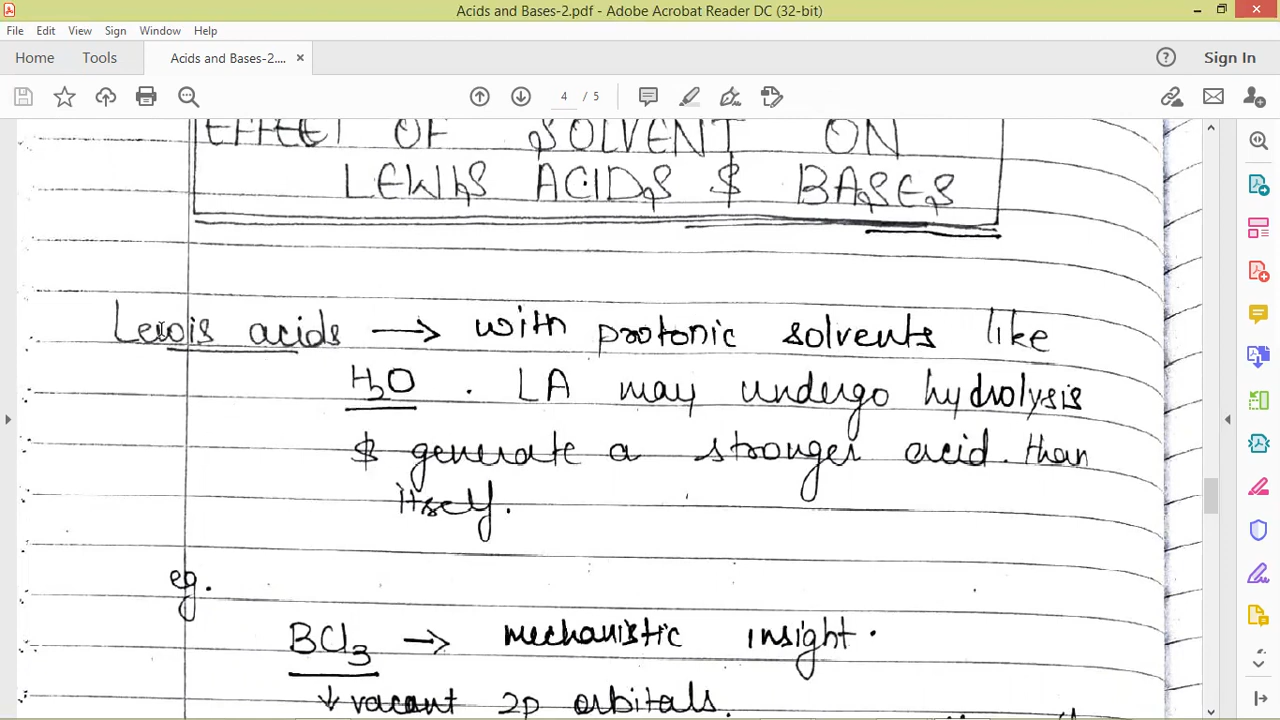 Acids and Bases-2.pdf - Adobe Acrobat Reader DC (32-bit)
File Edit View Sign Window Help
Home Tools Acids and Bases-2.... × Sign In
4 / 5
EFFECT OF SOLVENT ON
LEWIS ACIDS $ BASES
Lewis acids → with protonic solvents like
H2O . LA may undergo hydrolysis
$ generate a stronger acid than
itself.
eg.
BCl3 → mechanistic insight.
↓ vacant 2p orbitals.